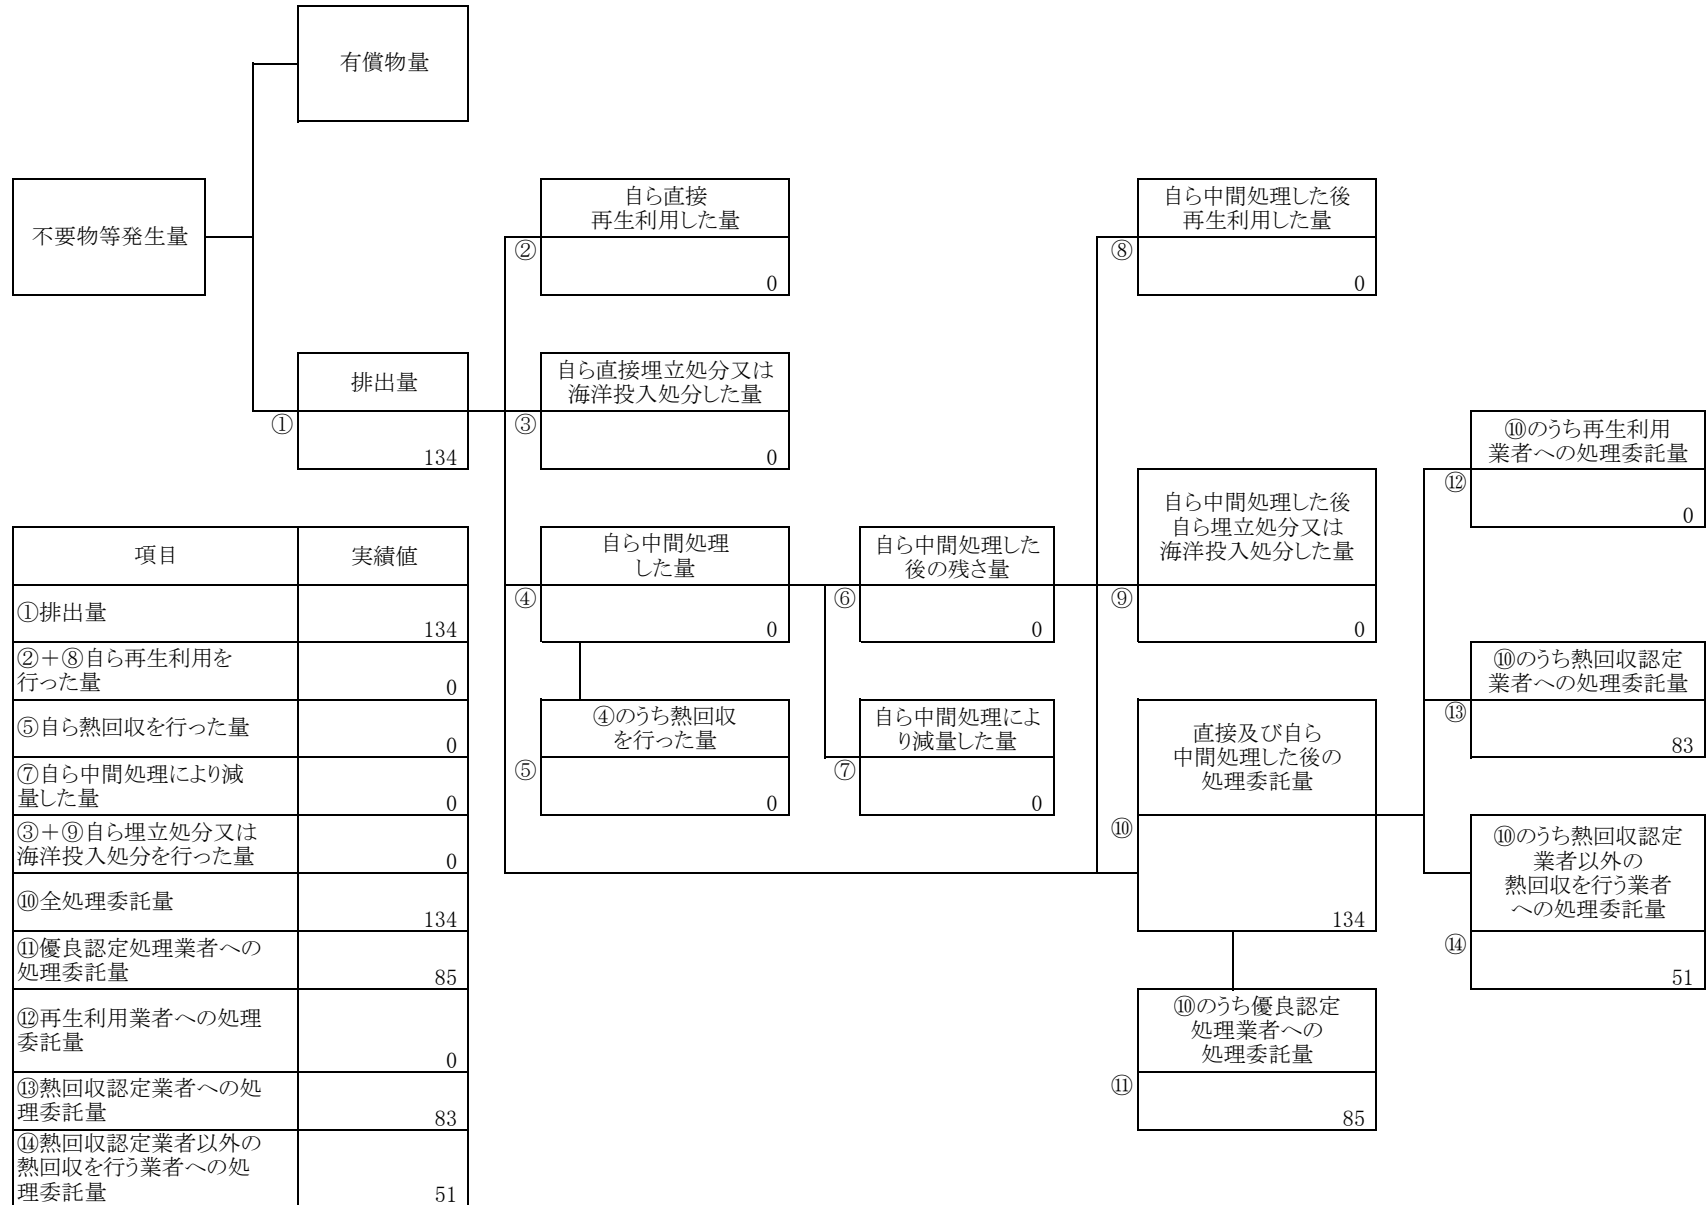 有償物量
不要物等発生量
自ら直接
再生利用した量
②
0
自ら中間処理した後
再生利用した量
⑧
0
排出量
①
134
自ら直接埋立処分又は
海洋投入処分した量
③
0
⑩のうち再生利用
業者への処理委託量
⑫
0
自ら中間処理
した量
④
0
自ら中間処理した
後の残さ量
⑥
0
自ら中間処理した後
自ら埋立処分又は
海洋投入処分した量
⑨
0
⑩のうち熱回収認定
業者への処理委託量
⑬
83
④のうち熱回収
を行った量
⑤
0
自ら中間処理によ
り減量した量
⑦
0
直接及び自ら
中間処理した後の
処理委託量
⑩
134
⑩のうち熱回収認定
業者以外の
熱回収を行う業者
への処理委託量
⑭
51
⑩のうち優良認定
処理業者への
処理委託量
⑪
85
項目 実績値
①排出量
134
②＋⑧自ら再生利用を
行った量
0
⑤自ら熱回収を行った量
0
⑦自ら中間処理により減
量した量
0
③＋⑨自ら埋立処分又は
海洋投入処分を行った量
0
⑩全処理委託量
134
⑪優良認定処理業者への
処理委託量
85
⑫再生利用業者への処理
委託量
0
⑬熱回収認定業者への処
理委託量
83
⑭熱回収認定業者以外の
熱回収を行う業者への処
理委託量
51